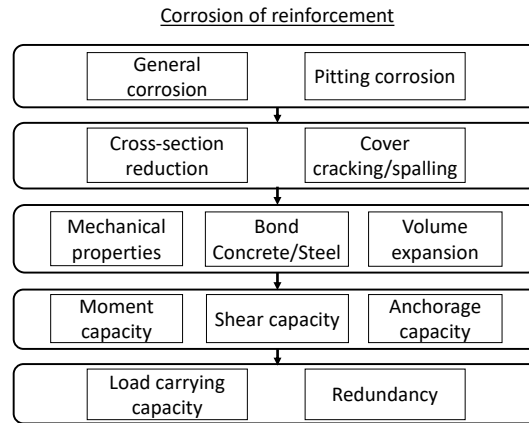 Corrosion of reinforcement
General
corrosion
Pitting corrosion
Cross-section
reduction
Cover
cracking/spalling
Mechanical
properties
Bond
Concrete/Steel
Volume
expansion
Moment
capacity
Shear capacity
Anchorage
capacity
Load carrying
capacity
Redundancy